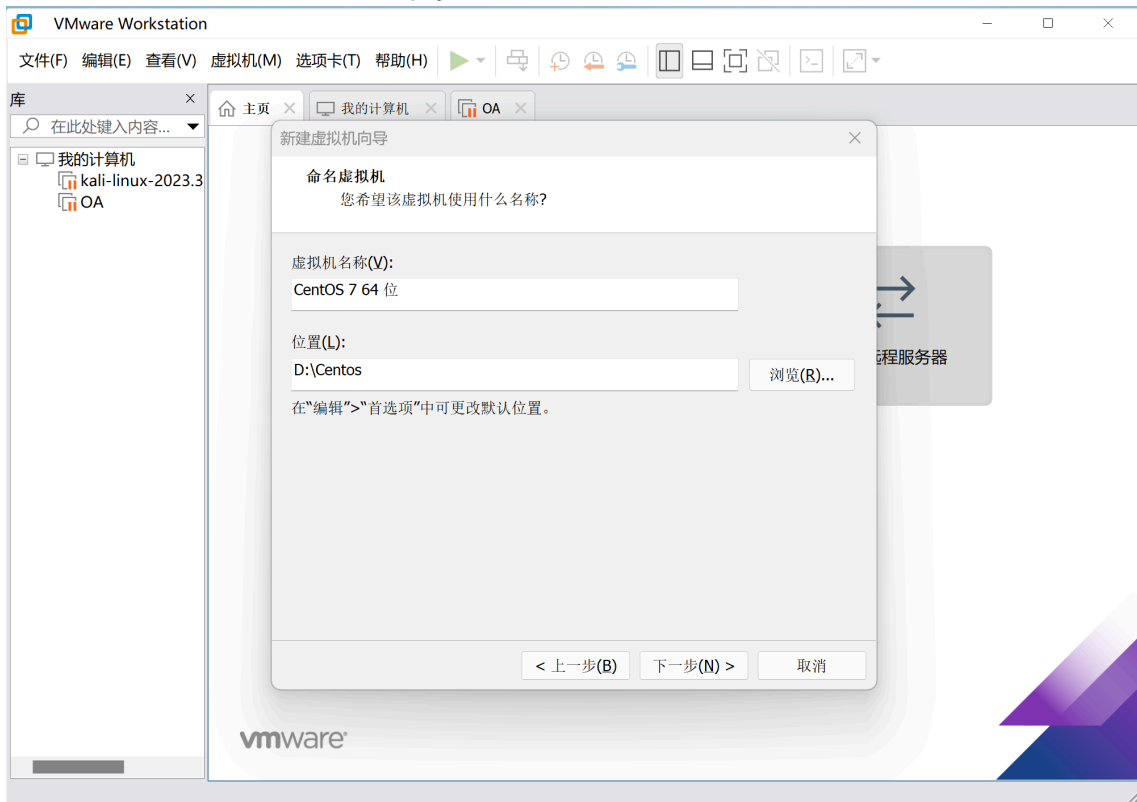 VMware Workstation
文件(F) 编辑(E) 查看(V) 虚拟机(M) 选项卡(T) 帮助(H)
库
在此处键入内容...
我的计算机
kali-linux-2023.3
OA
主页
我的计算机
OA
新建虚拟机向导
命名虚拟机
您希望该虚拟机使用什么名称?
虚拟机名称(V):
CentOS 7 64 位
位置(L):
D:\Centos
浏览(R)...
在"编辑">"首选项"中可更改默认位置。
< 上一步(B) 下一步(N) > 取消
程服务器
vmware